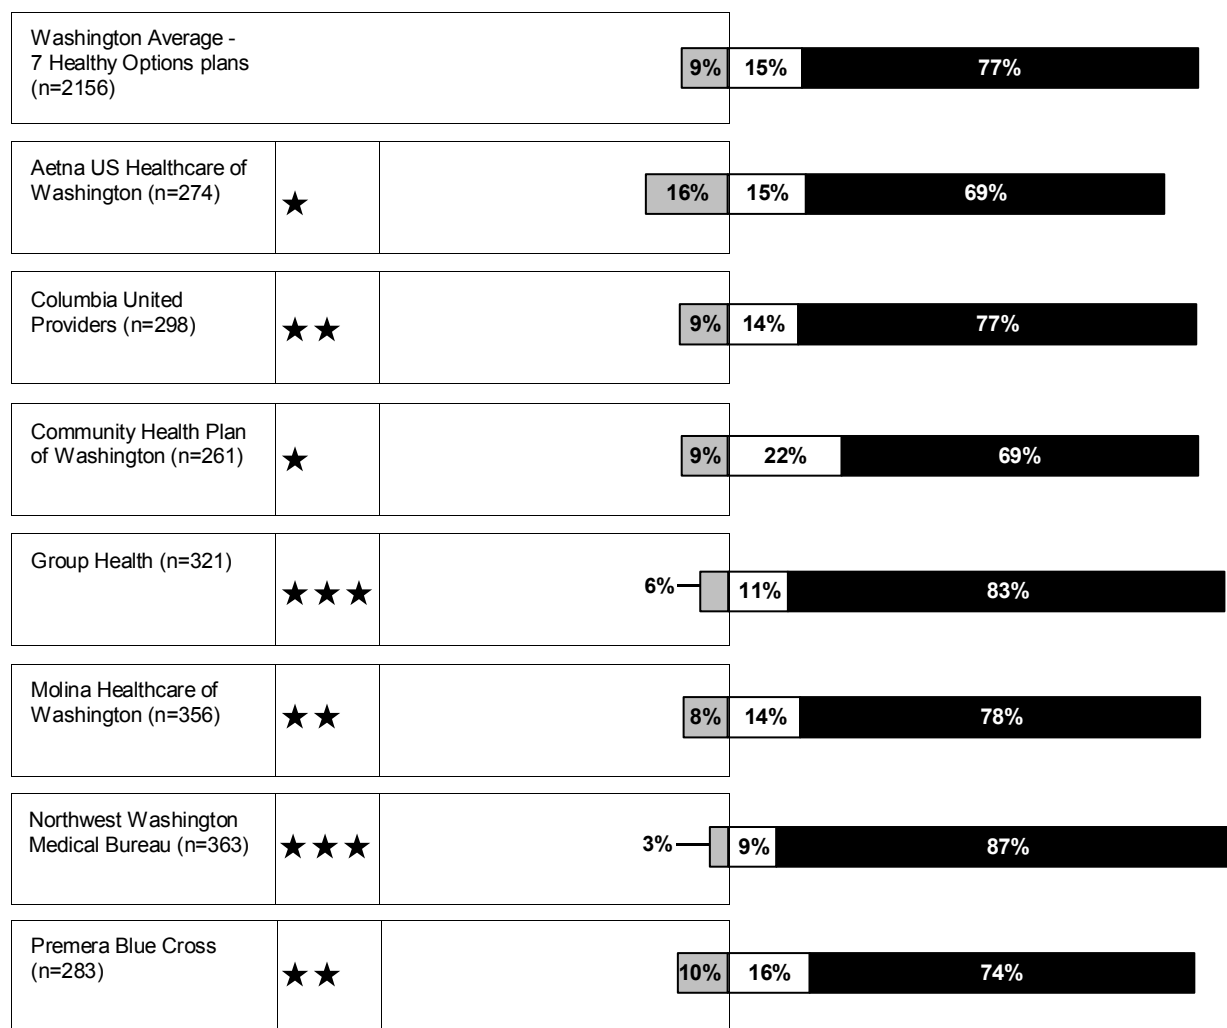 Washington Average -
7 Healthy Options plans
(n=2156)
9% 15% 77%
Aetna US Healthcare of
Washington (n=274)
★
16% 15% 69%
Columbia United
Providers (n=298)
★★
9% 14% 77%
Community Health Plan
of Washington (n=261)
★
9% 22% 69%
Group Health (n=321)
★★★
6% 11% 83%
Molina Healthcare of
Washington (n=356)
★★
8% 14% 78%
Northwest Washington
Medical Bureau (n=363)
★★★
3% 9% 87%
Premera Blue Cross
(n=283)
★★
10% 16% 74%